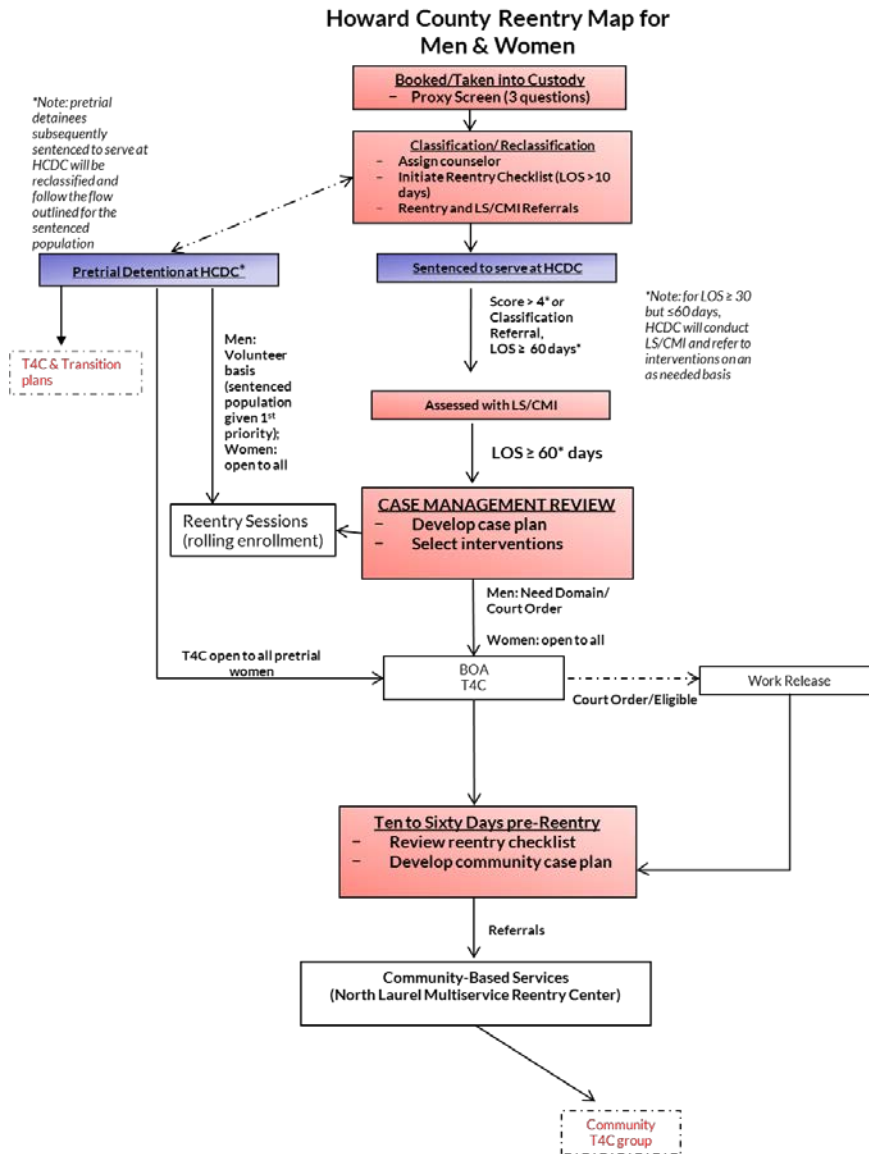 Howard County Reentry Map for
Men & Women
Booked/Taken into Custody
– Proxy Screen (3 questions)
*Note: pretrial
detainees
subsequently
sentenced to serve at
HCDC will be
reclassified and
follow the flow
outlined for the
sentenced
population
Classification/ Reclassification
– Assign counselor
– Initiate Reentry Checklist (LOS >10
days)
– Reentry and LS/CMI Referrals
Pretrial Detention at HCDC*
Sentenced to serve at HCDC
Score > 4* or
Classification
Referral,
LOS ≥ 60 days*
*Note: for LOS ≥ 30
but ≤60 days,
HCDC will conduct
LS/CMI and refer to
interventions on an
as needed basis
T4C & Transition
plans
Men:
Volunteer
basis
(sentenced
population
given 1st
priority);
Women:
open to all
Assessed with LS/CMI
LOS ≥ 60* days
CASE MANAGEMENT REVIEW
– Develop case plan
– Select interventions
Reentry Sessions
(rolling enrollment)
Men: Need Domain/
Court Order
Women: open to all
T4C open to all pretrial
women
BOA
T4C
Court Order/Eligible
Work Release
Ten to Sixty Days pre-Reentry
– Review reentry checklist
– Develop community case plan
Referrals
Community-Based Services
(North Laurel Multiservice Reentry Center)
Community
T4C group